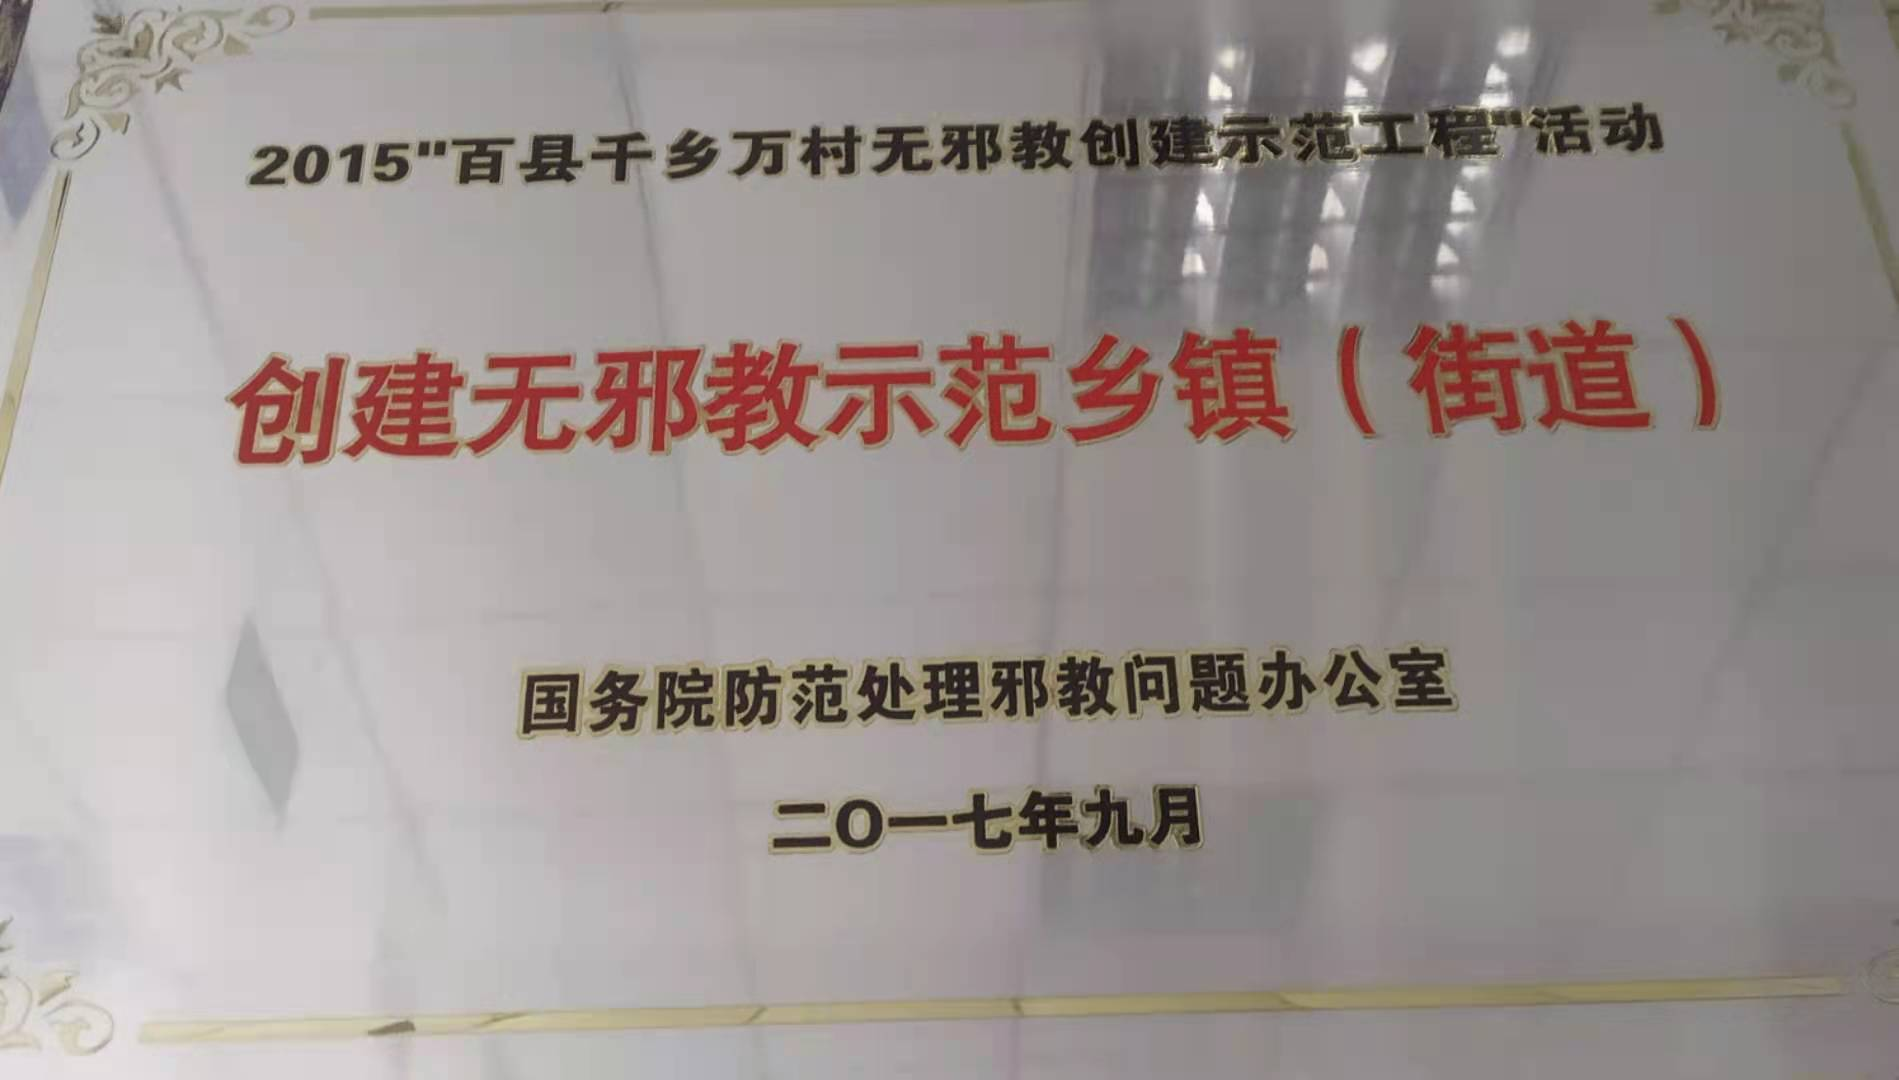 2015"百县千乡万村无邪教创建示范工程"活动
创建无邪教示范乡镇（街道）
国务院防范处理邪教问题办公室
二O一七年九月